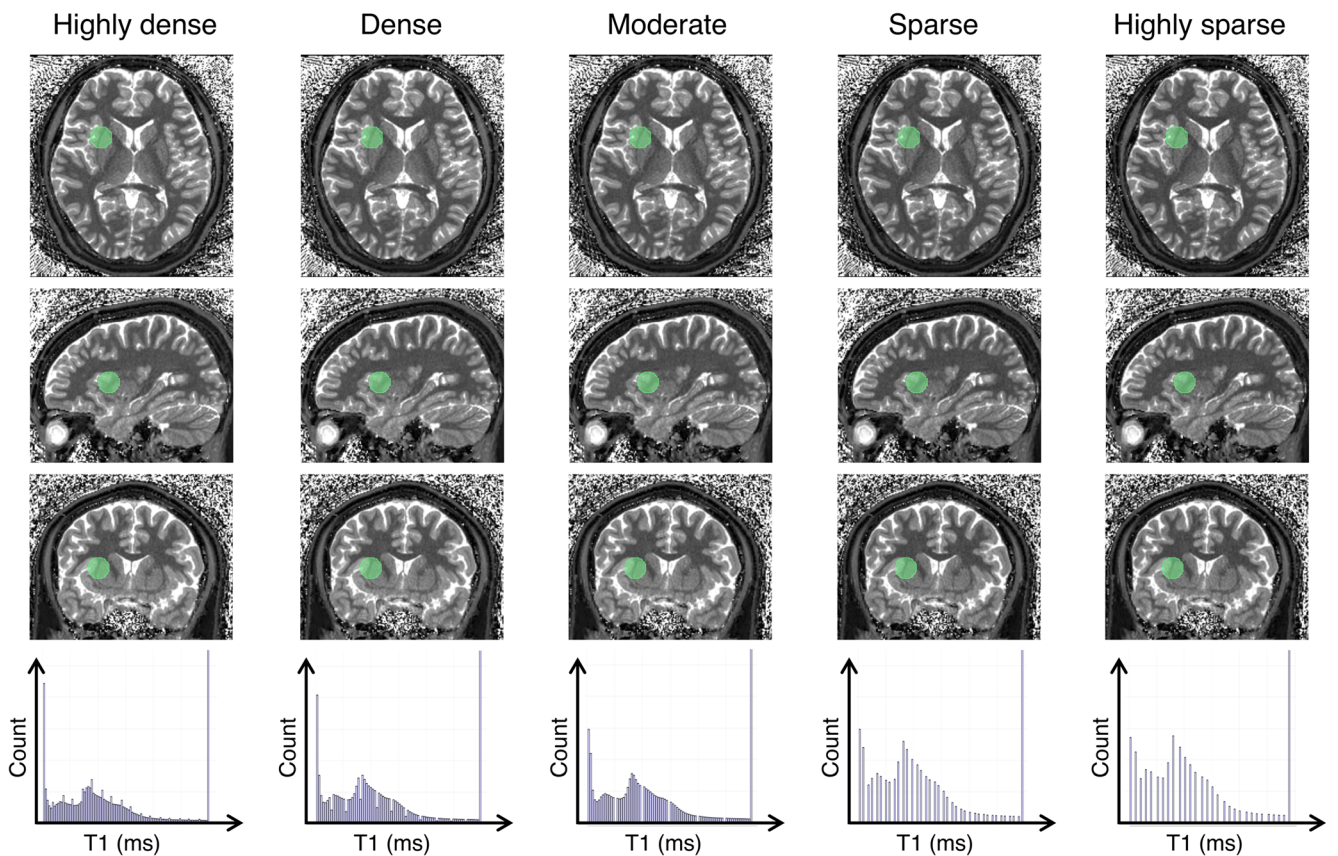 Highly dense
Dense
Moderate
Sparse
Highly sparse
Count
T1 (ms)
Count
T1 (ms)
Count
T1 (ms)
Count
T1 (ms)
Count
T1 (ms)